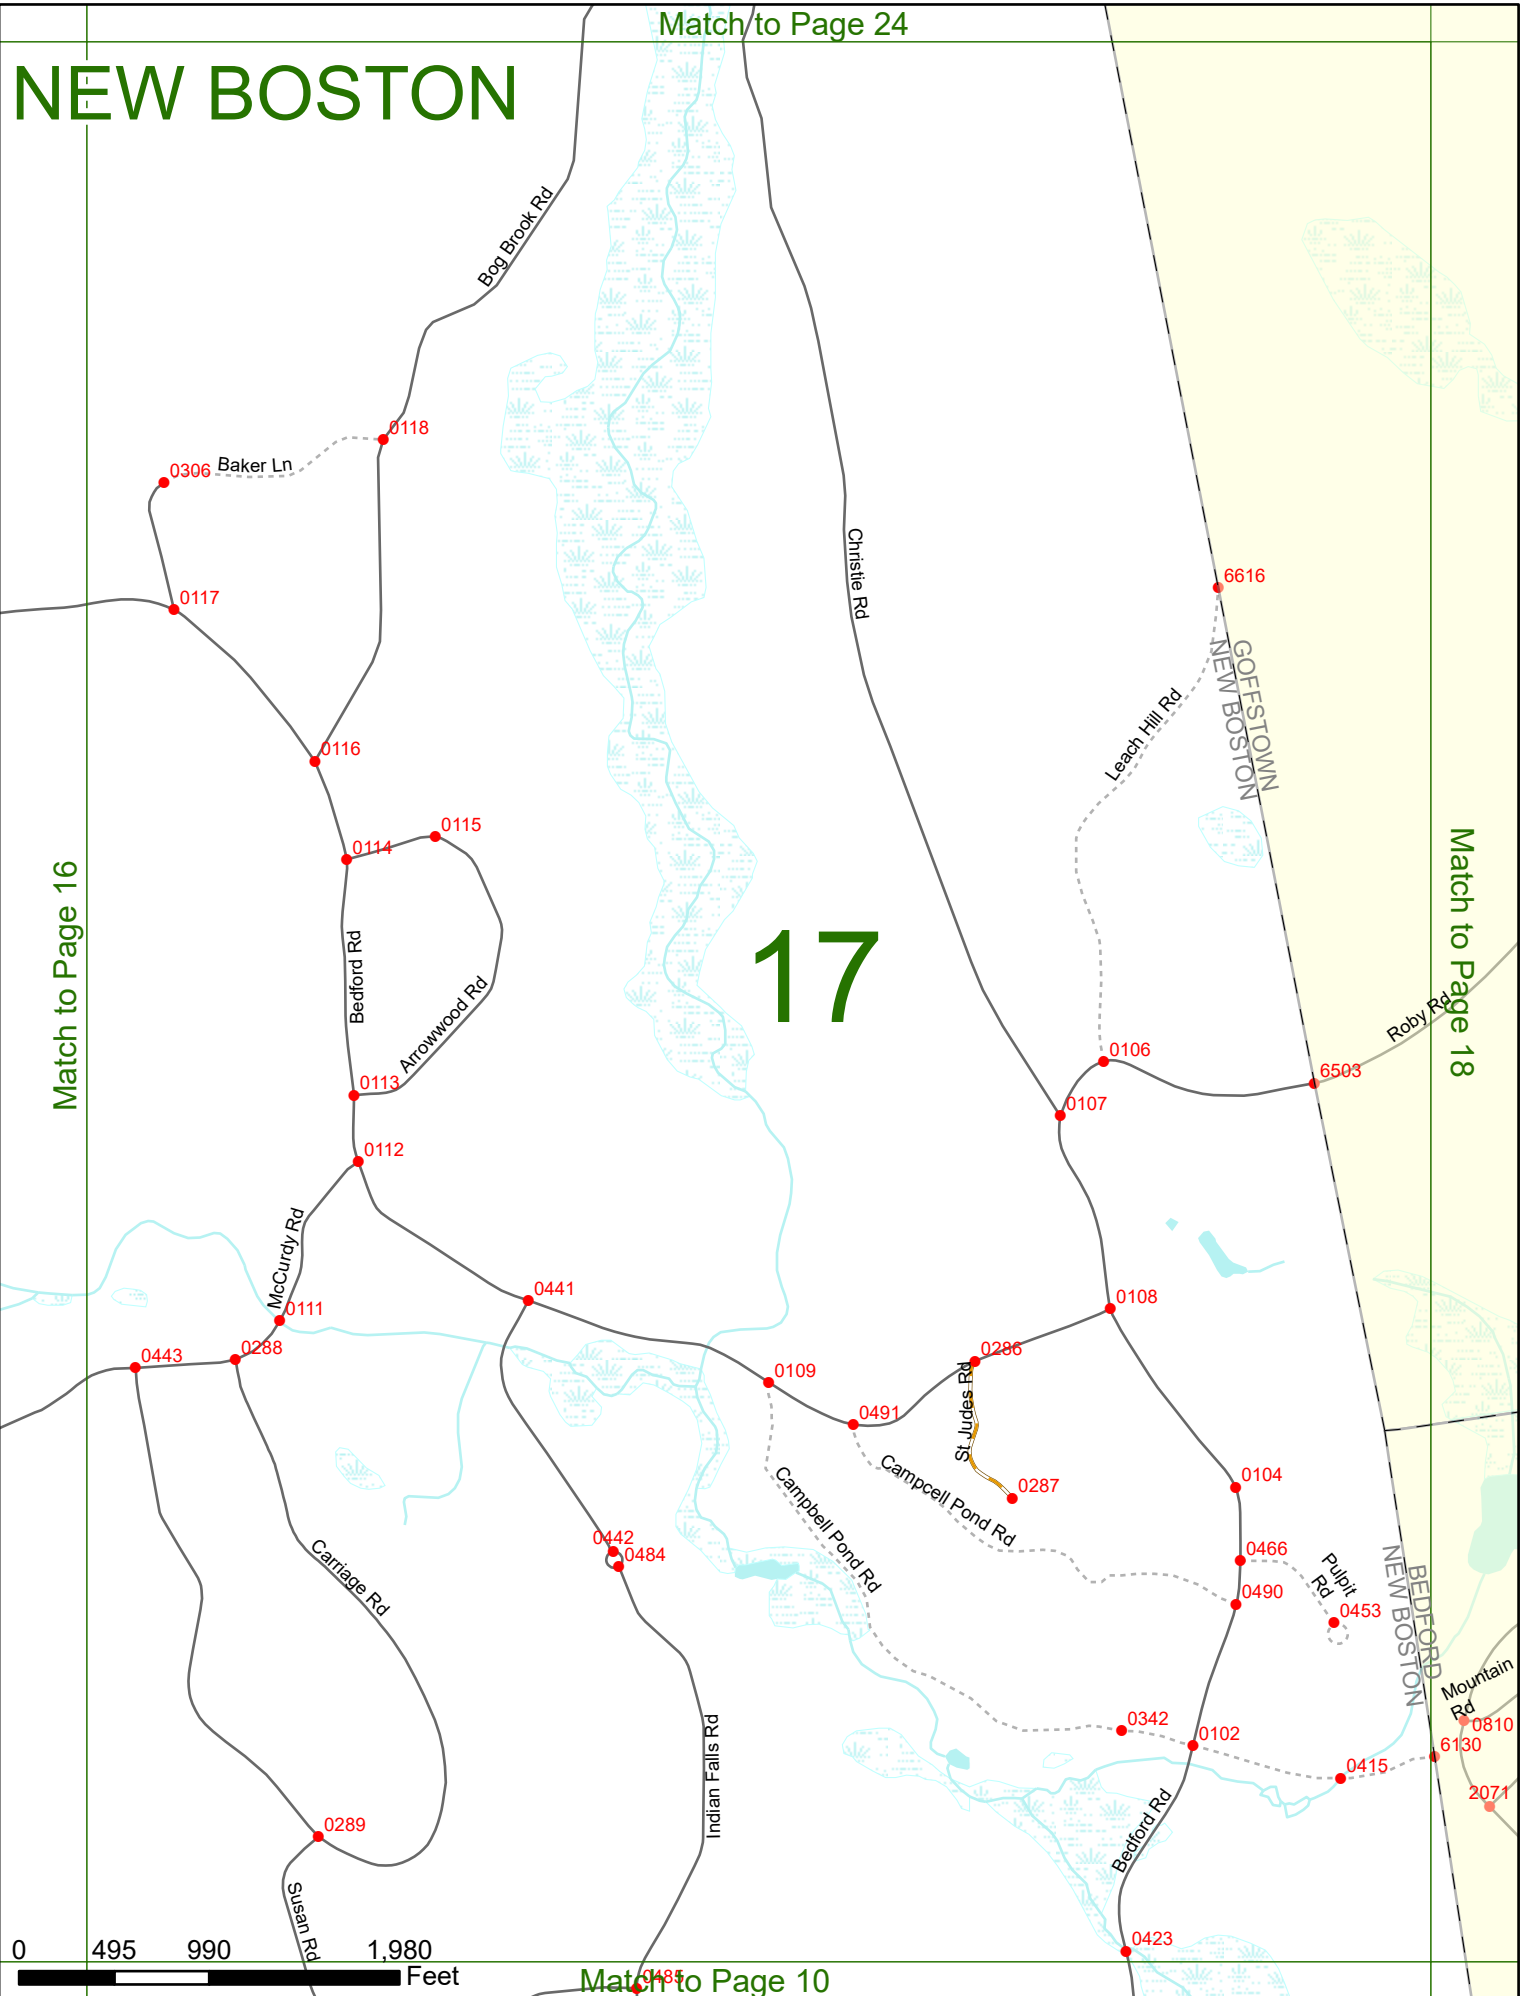 Match to Page 24
NEW BOSTON
Bog Brook Rd
0118
Baker Ln
0306
Christie Rd
6616
0117
GOFFSTOWN
NEW BOSTON
Leach Hill Rd
0116
0115
0114
Match to Page 16
Match to Page 18
17
Bedford Rd
Arrowwood Rd
Roby Rd
0106
6503
0113
0107
0112
McCurdy Rd
0441
0108
0111
0288
0443
0286
0109
St Judes Rd
0491
Campcell Pond Rd
Campbell Pond Rd
0287
0104
0442
0484
0466
Pulpit
Rd
Carriage Rd
0490
0453
BEDFORD
NEW BOSTON
Mountain
Rd
0810
Indian Falls Rd
0342
0102
6130
0415
2071
Bedford Rd
0289
Susan Rd
0423
0 495 990 1,980
Feet
0485
Match to Page 10